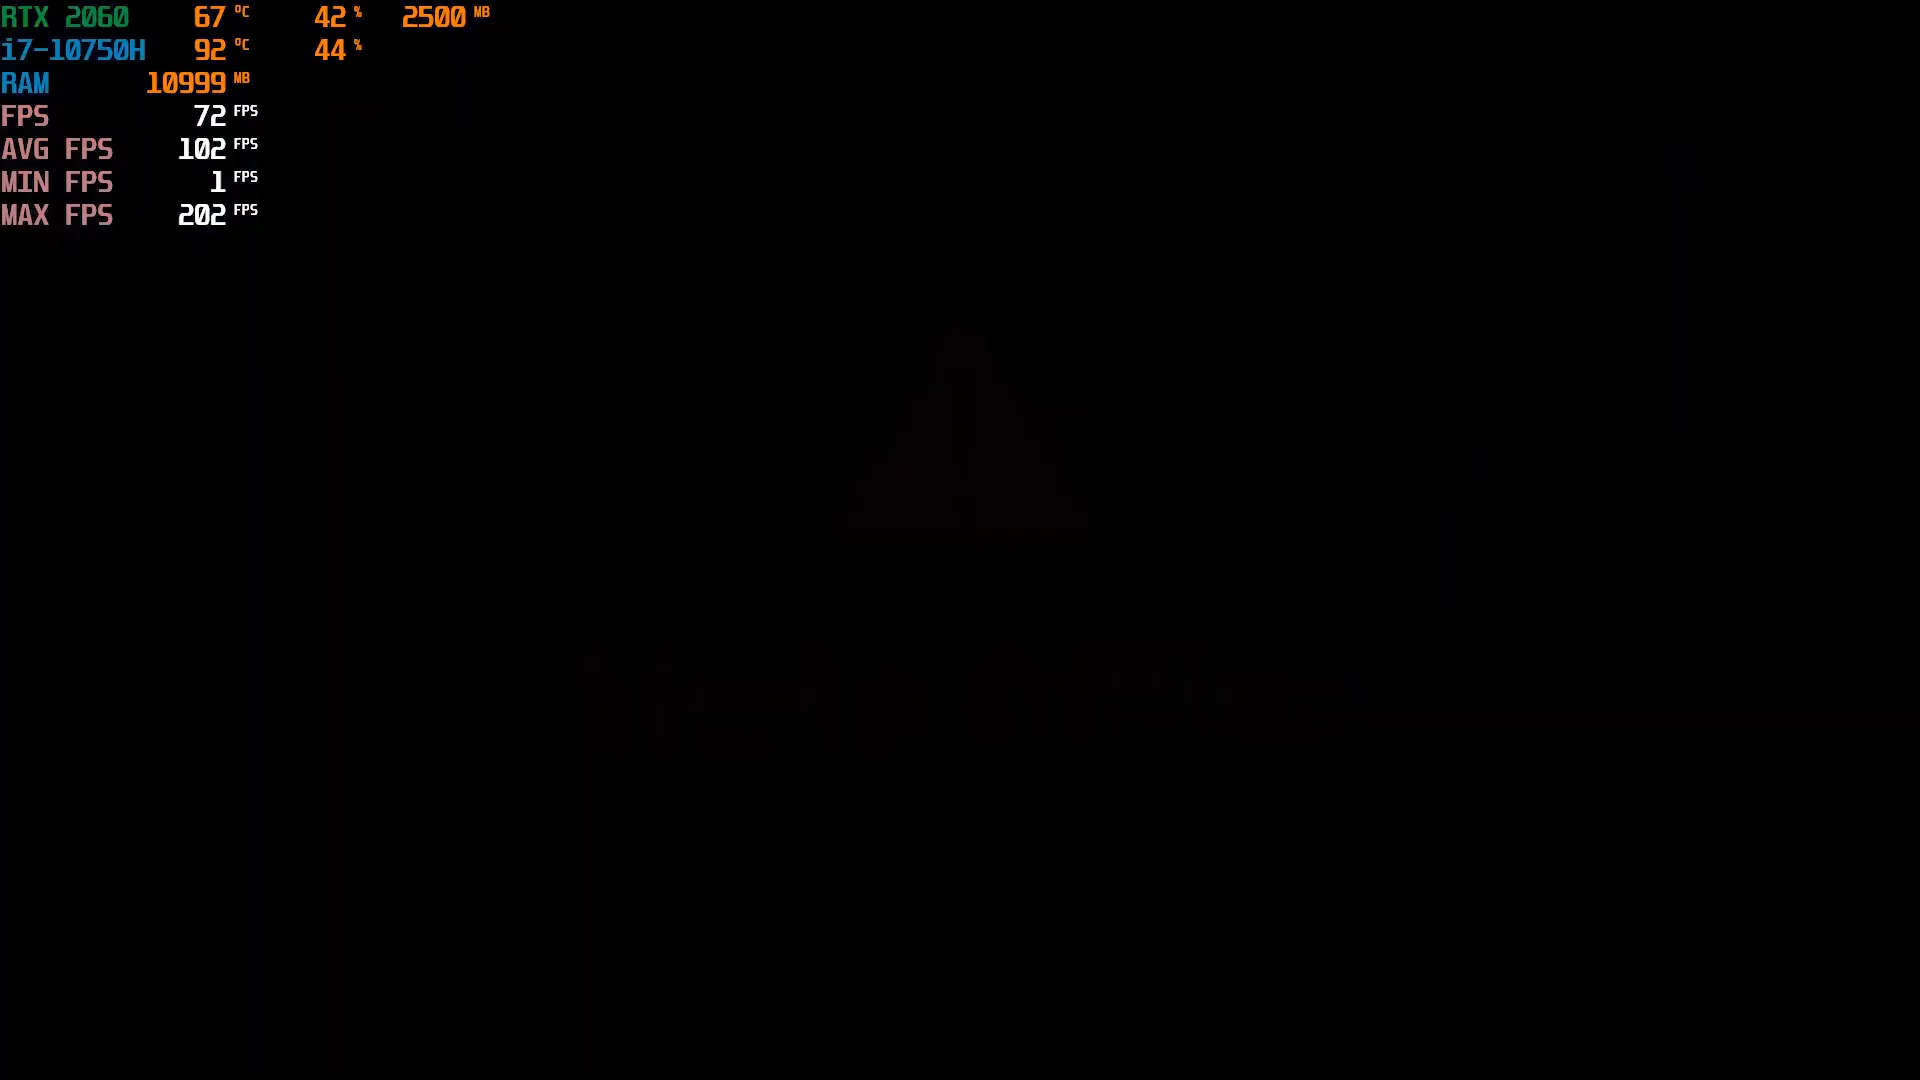 RTX 2060 67 °C 42 % 2500 MB
i7-10750H 92 °C 44 %
RAM 10999 MB
FPS 72 FPS
AVG FPS 102 FPS
MIN FPS 1 FPS
MAX FPS 202 FPS